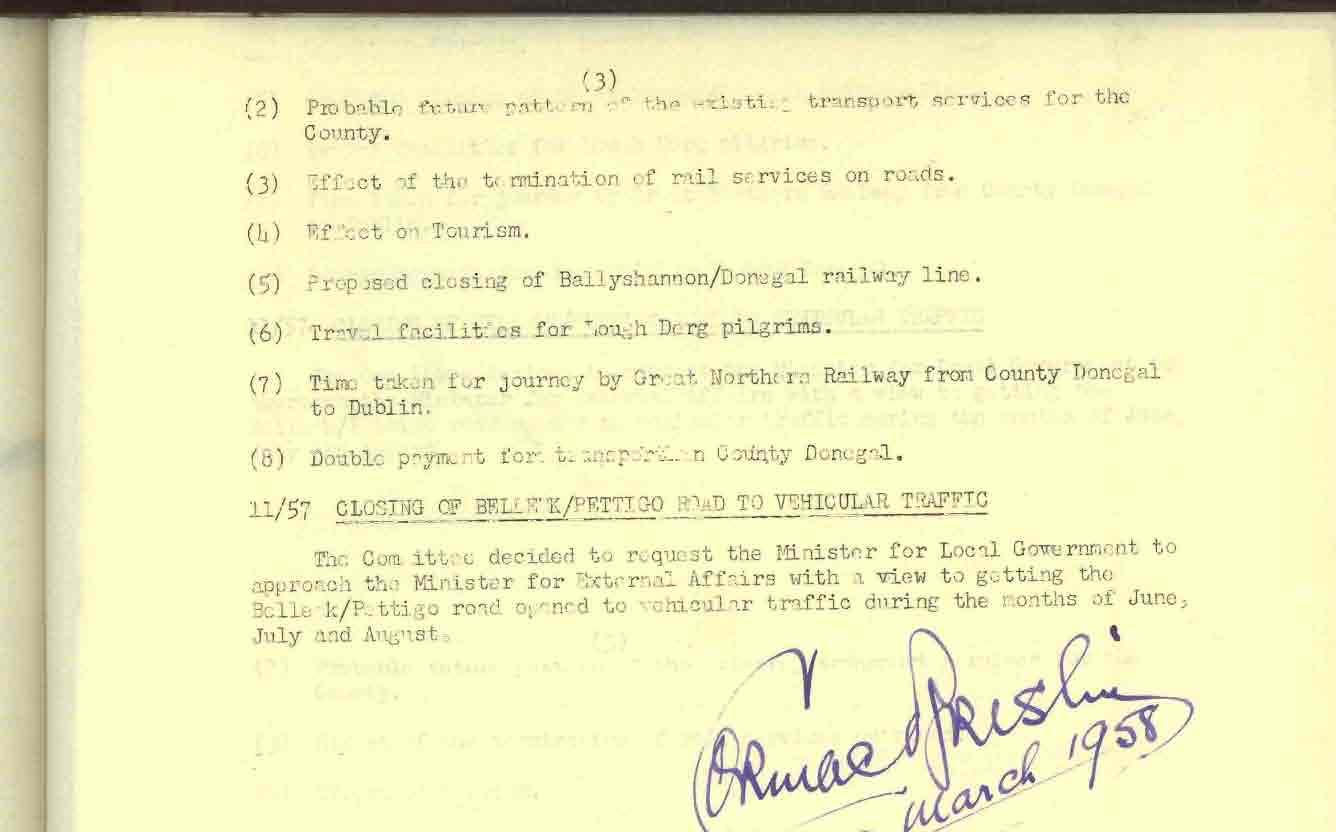 (3)
(2) Probable future pattern of the existing transport services for the
County.
(3) Effect of the termination of rail services on roads.
(4) Effect on Tourism.
(5) Proposed closing of Ballyshannon/Donegal railway line.
(6) Travel facilities for Lough Derg pilgrims.
(7) Time taken for journey by Great Northern Railway from County Donegal
to Dublin.
(8) Double payment for transport in County Donegal.
11/57 CLOSING OF BELLEEK/PETTIGO ROAD TO VEHICULAR TRAFFIC
The Committee decided to request the Minister for Local Government to
approach the Minister for External Affairs with a view to getting the
Belleek/Pettigo road opened to vehicular traffic during the months of June,
July and August.
Cormac Breslin
March 1958